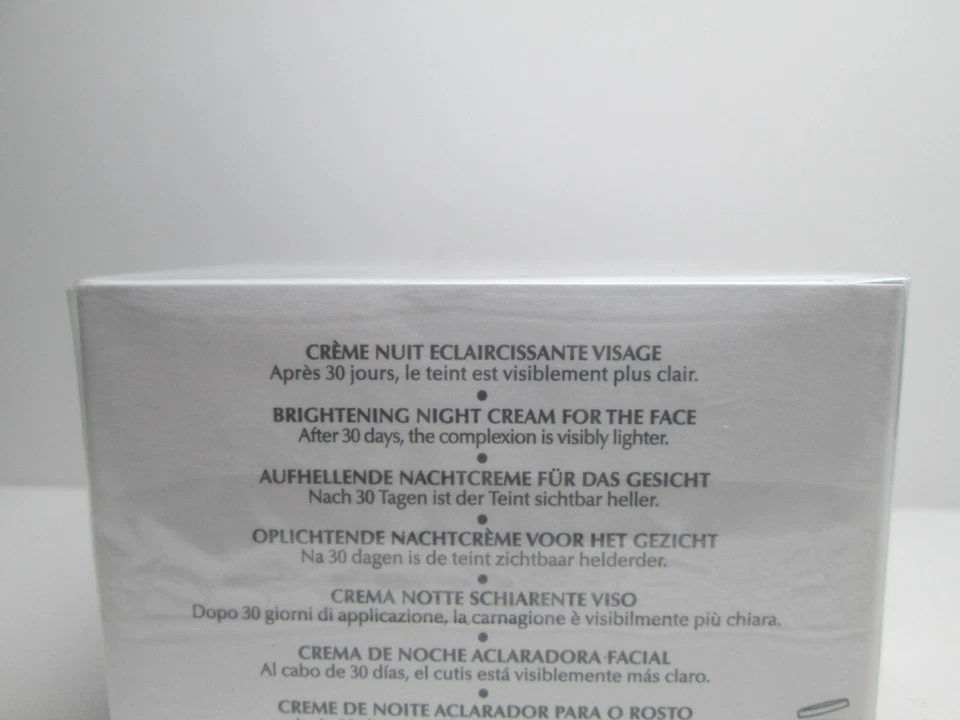 CRÈME NUIT ECLAIRCISSANTE VISAGE
Après 30 jours, le teint est visiblement plus clair.
BRIGHTENING NIGHT CREAM FOR THE FACE
After 30 days, the complexion is visibly lighter.
AUFHELLENDE NACHTCREME FÜR DAS GESICHT
Nach 30 Tagen ist der Teint sichtbar heller.
OPLICHTENDE NACHTCRÈME VOOR HET GEZICHT
Na 30 dagen is de teint zichtbaar helderder.
CREMA NOTTE SCHIARENTE VISO
Dopo 30 giorni di applicazione, la carnagione è visibilmente più chiara.
CREMA DE NOCHE ACLARADORA FACIAL
Al cabo de 30 días, el cutis está visiblemente más claro.
CREME DE NOITE ACLARADOR PARA O ROSTO